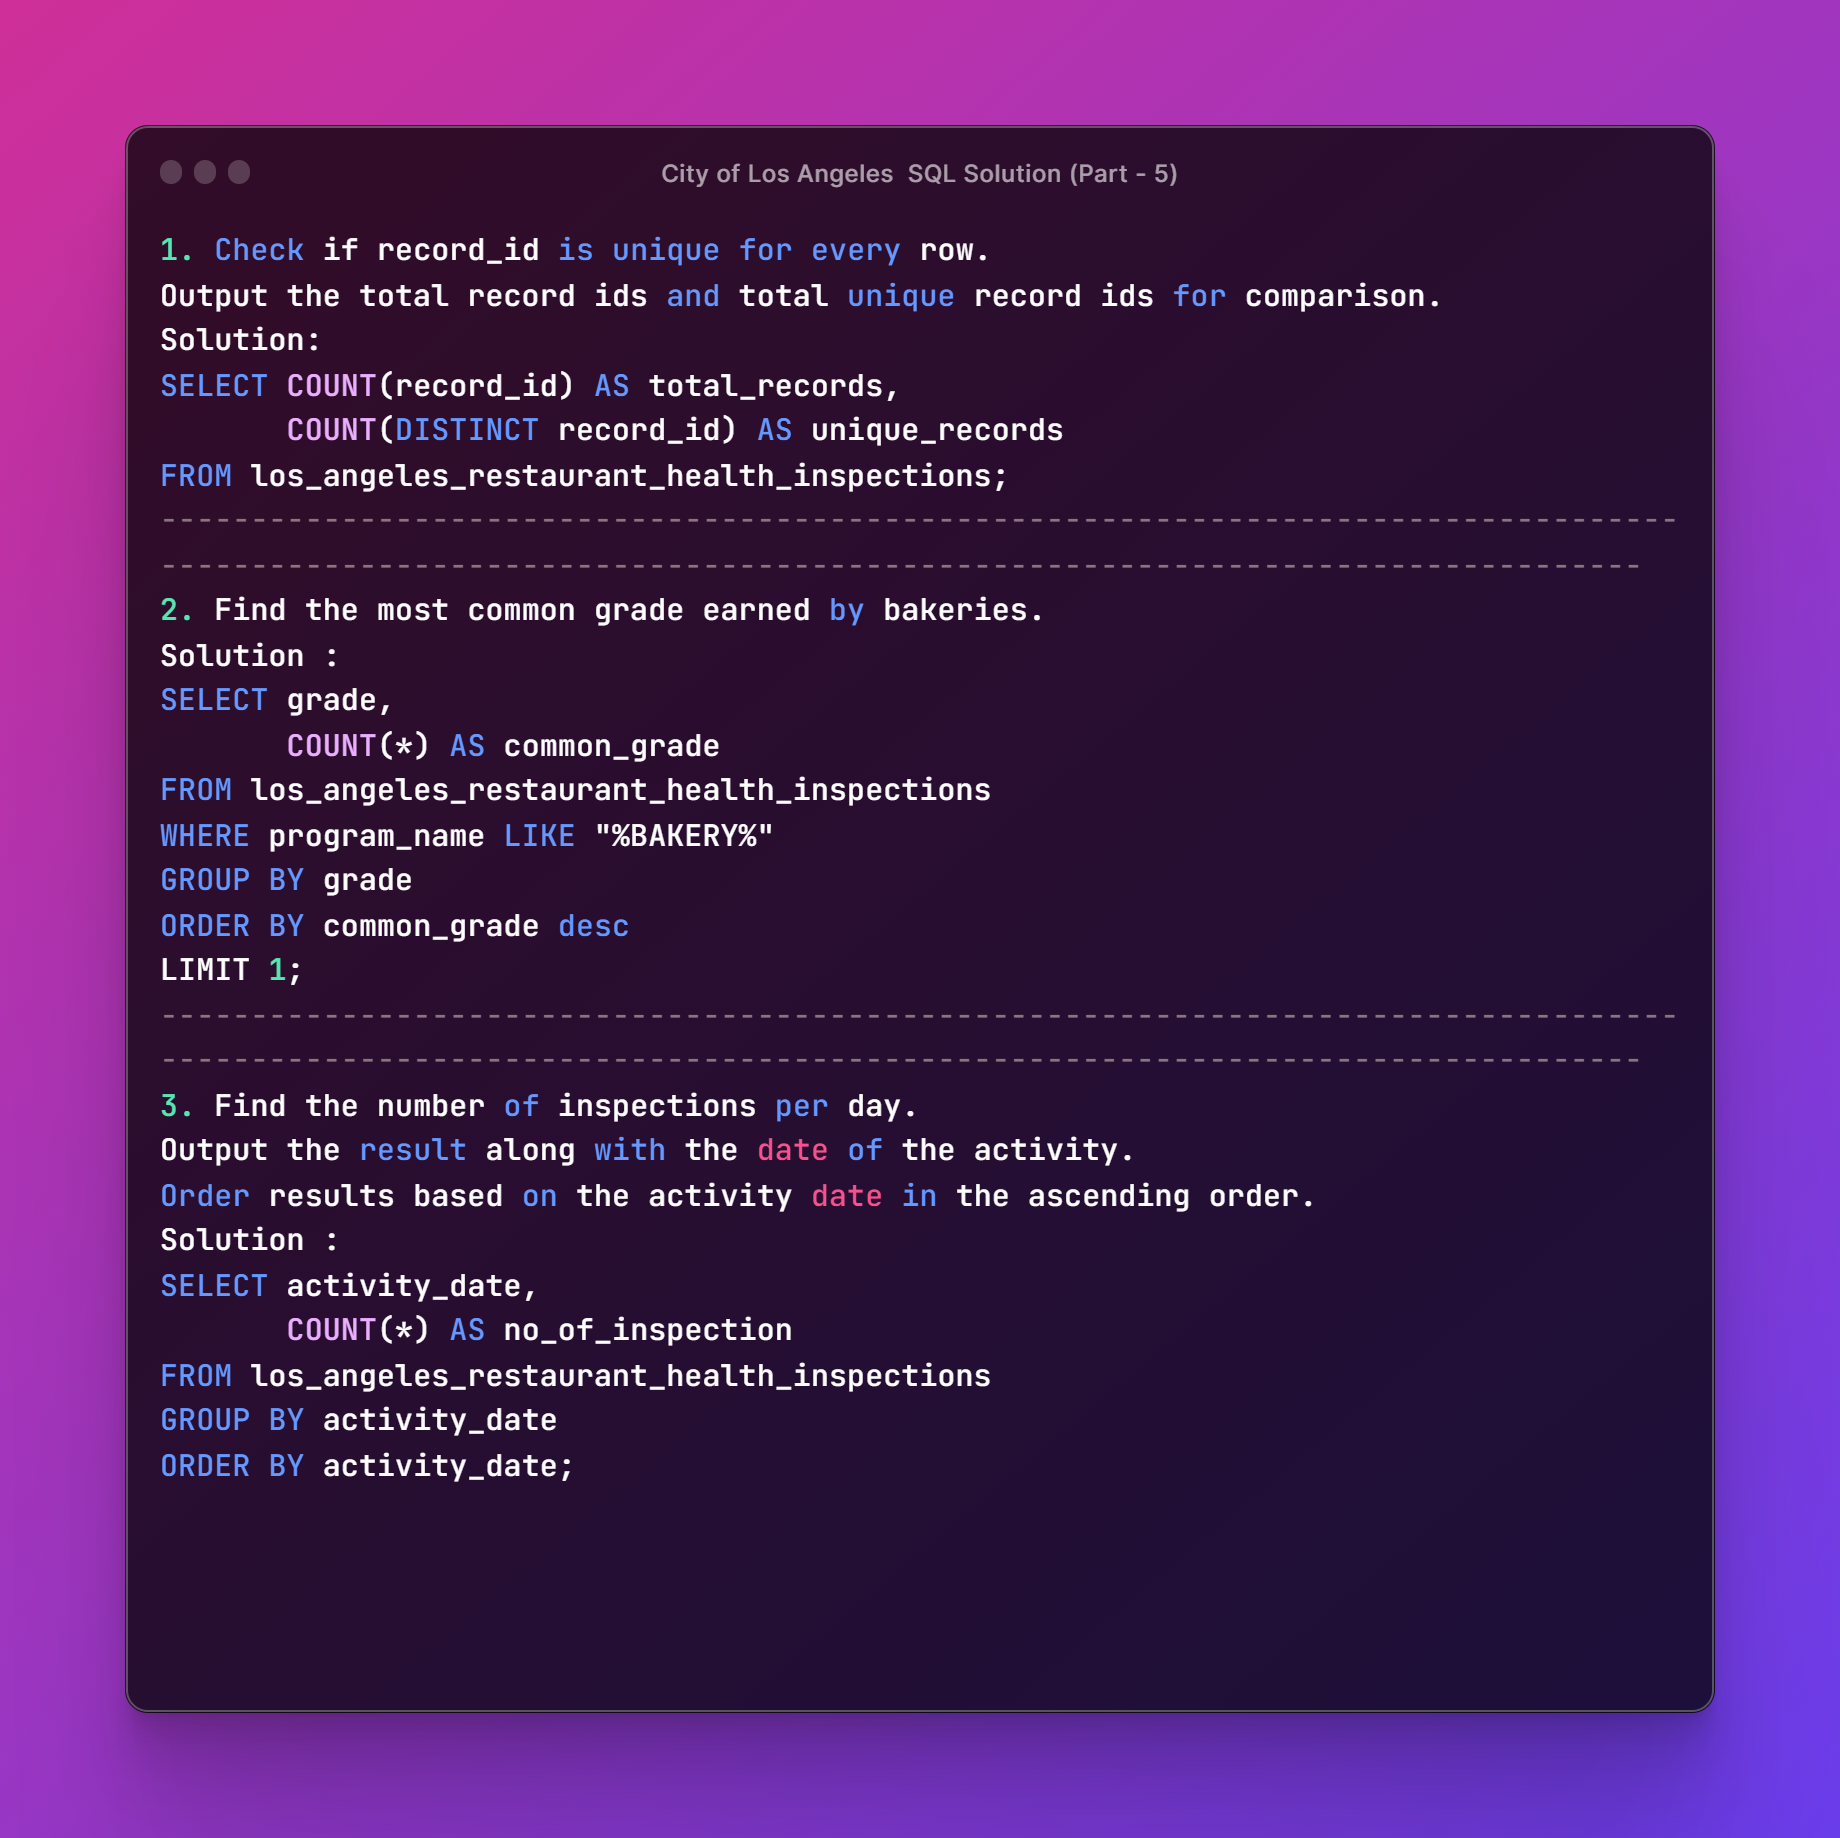 City of Los Angeles  SQL Solution (Part - 5)
1. Check if record_id is unique for every row.
Output the total record ids and total unique record ids for comparison.
Solution:
SELECT COUNT(record_id) AS total_records,
       COUNT(DISTINCT record_id) AS unique_records
FROM los_angeles_restaurant_health_inspections;
------------------------------------------------------------------------------------
----------------------------------------------------------------------------------
2. Find the most common grade earned by bakeries.
Solution :
SELECT grade,
       COUNT(*) AS common_grade
FROM los_angeles_restaurant_health_inspections
WHERE program_name LIKE "%BAKERY%"
GROUP BY grade
ORDER BY common_grade desc
LIMIT 1;
------------------------------------------------------------------------------------
----------------------------------------------------------------------------------
3. Find the number of inspections per day.
Output the result along with the date of the activity.
Order results based on the activity date in the ascending order.
Solution :
SELECT activity_date,
       COUNT(*) AS no_of_inspection
FROM los_angeles_restaurant_health_inspections
GROUP BY activity_date
ORDER BY activity_date;